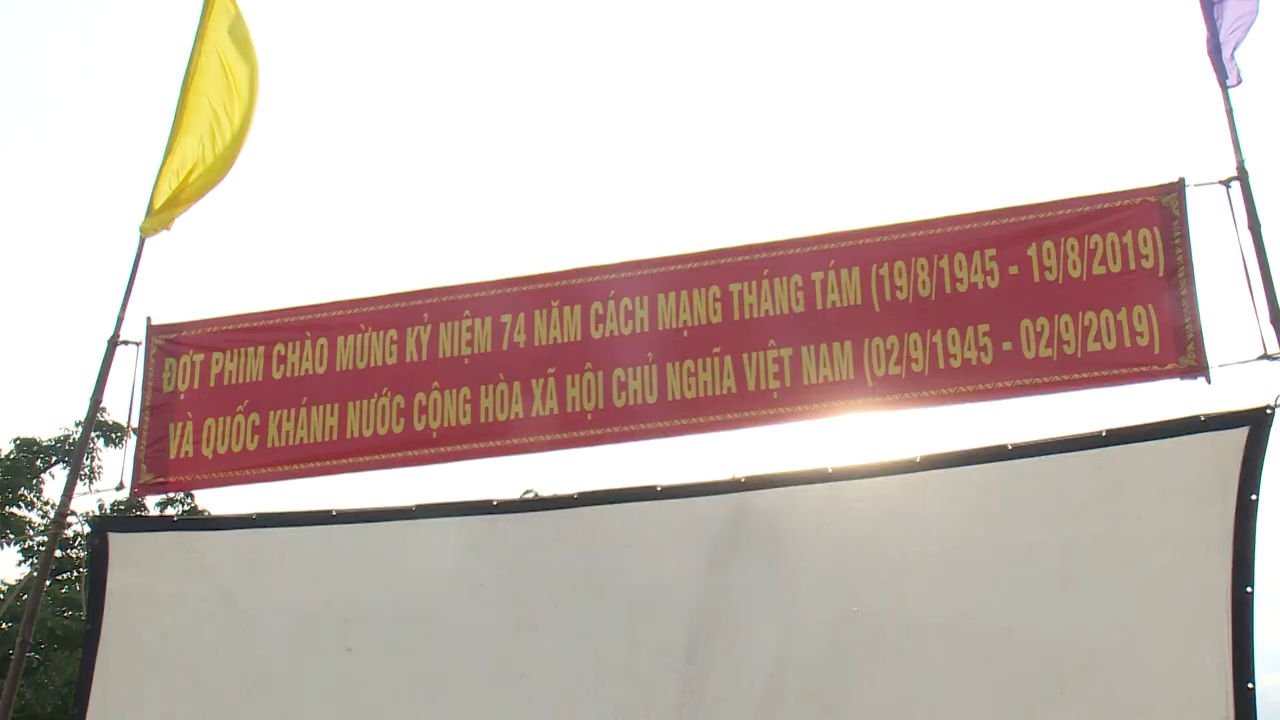 ĐỢT PHIM CHÀO MỪNG KỶ NIỆM 74 NĂM CÁCH MẠNG THÁNG TÁM (19/8/1945 - 19/8/2019)
VÀ QUỐC KHÁNH NƯỚC CỘNG HÒA XÃ HỘI CHỦ NGHĨA VIỆT NAM (02/9/1945 - 02/9/2019)